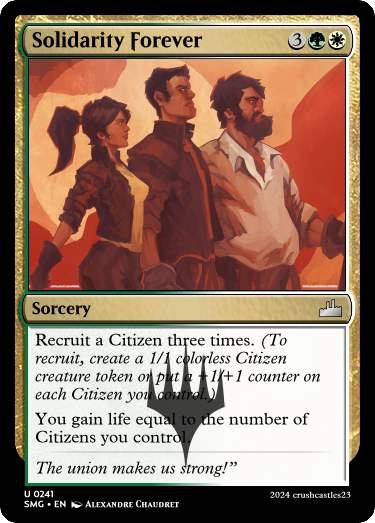 Solidarity Forever 3
Sorcery
Recruit a Citizen three times. (To
recruit, create a 1/1 colorless Citizen
creature token or put a +1/+1 counter on
each Citizen you control.)
You gain life equal to the number of
Citizens you control.
The union makes us strong!”
U 0241
SMG • EN Alexandre Chaudret
2024 crushcastles23